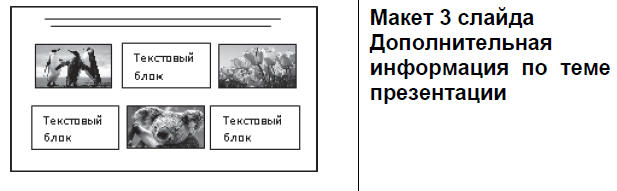 Текстовый
блок
Текстовый
блок
Текстовый
блок
Макет 3 слайда
Дополнительная
информация по теме
презентации